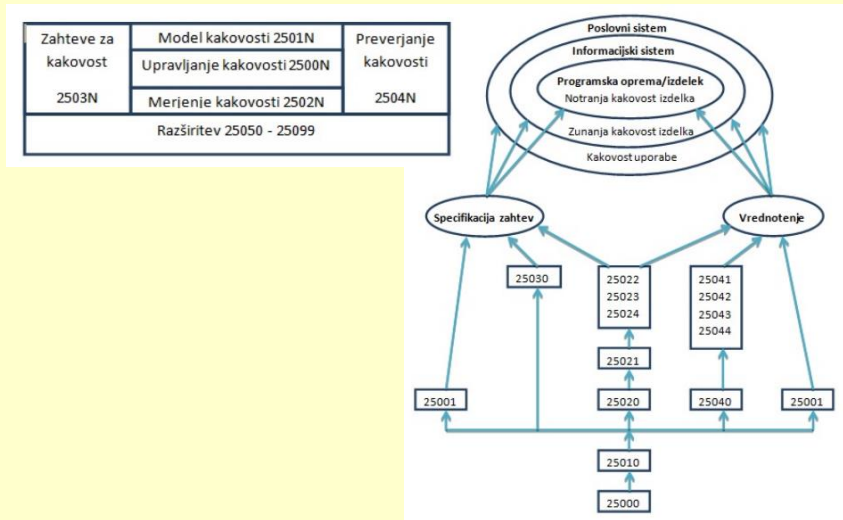 Zahteve za
kakovost
2503N
Model kakovosti 2501N
Upravljanje kakovosti 2500N
Merjenje kakovosti 2502N
Preverjanje
kakovosti
2504N
Razširitev 25050 - 25099
Poslovni sistem
Informacijski sistem
Programska oprema/izdelek
Notranja kakovost izdelka
Zunanja kakovost izdelka
Kakovost uporabe
Specifikacija zahtev
Vrednotenje
25030
25022
25023
25024
25041
25042
25043
25044
25021
25001
25020
25040
25001
25010
25000